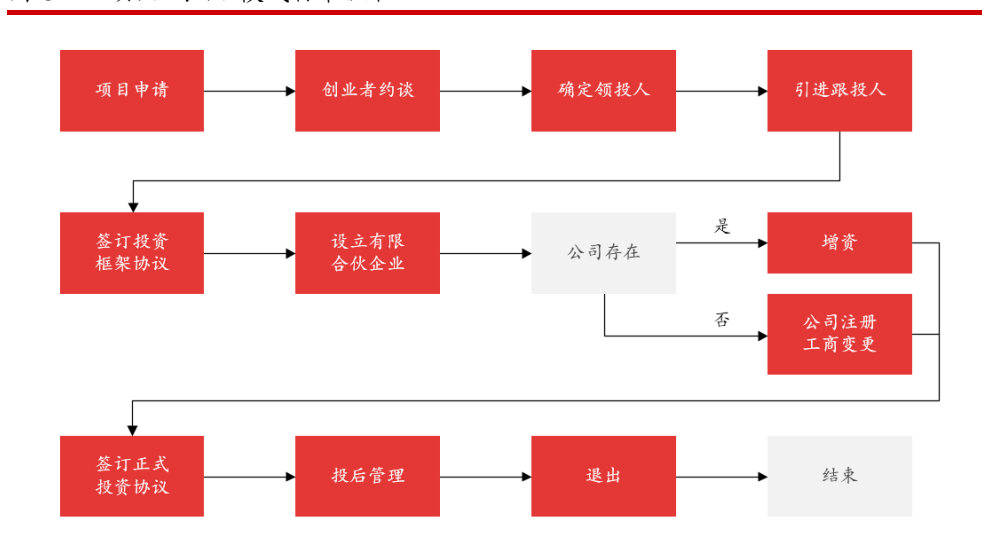 项目申请
创业者约谈
确定领投人
引进跟投人
签订投资
框架协议
设立有限
合伙企业
公司存在
是
增资
否
公司注册
工商变更
签订正式
投资协议
投后管理
退出
结束